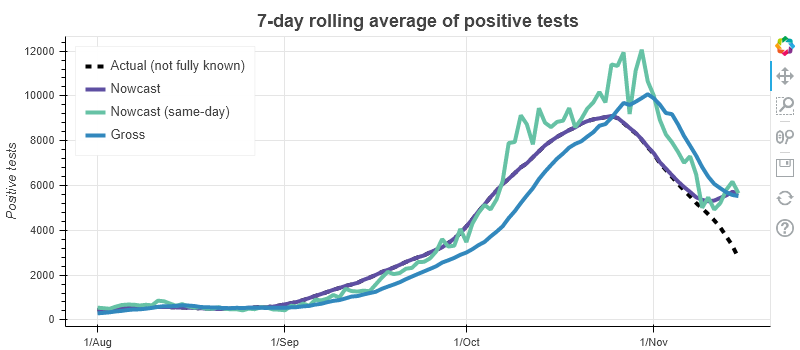 7-day rolling average of positive tests
12000
10000
8000
6000
4000
2000
0
Positive tests
Actual (not fully known)
Nowcast
Nowcast (same-day)
Gross
1/Aug
1/Sep
1/Oct
1/Nov